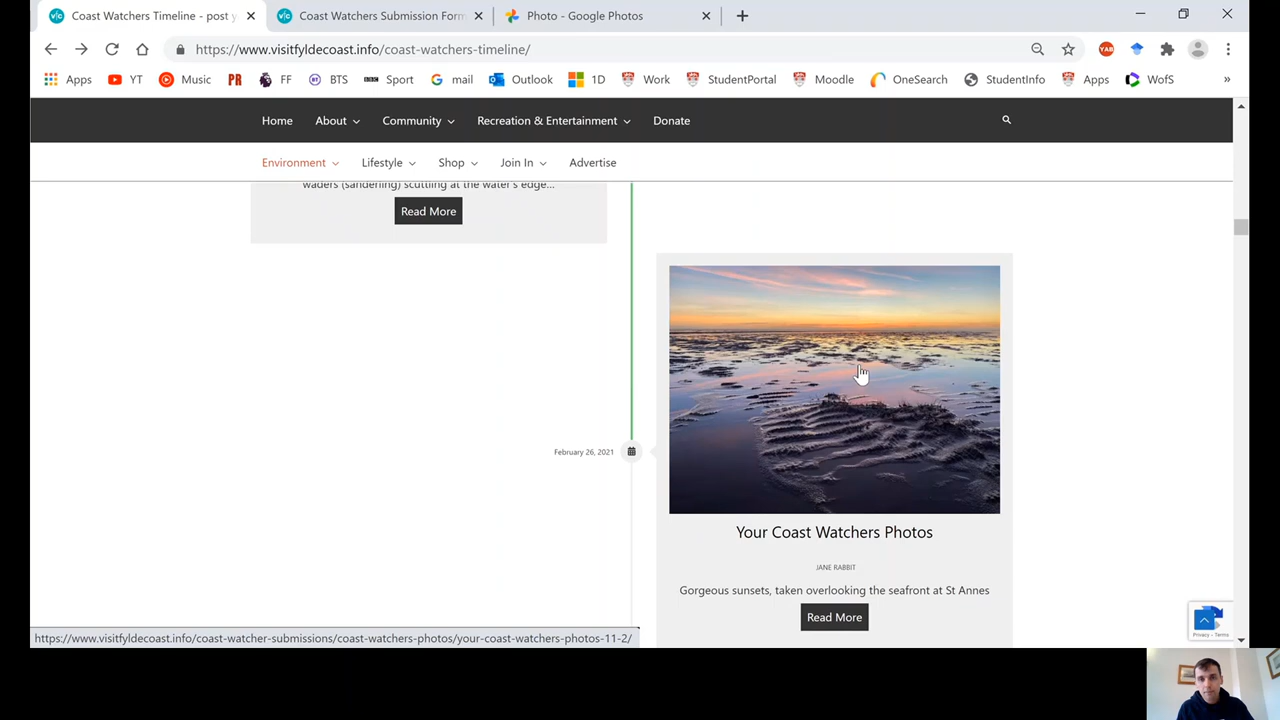 Coast Watchers Timeline - post y
Coast Watchers Submission Form
Photo - Google Photos
https://www.visitfyldecoast.info/coast-watchers-timeline/
Apps YT Music FF BTS Sport mail Outlook 1D Work StudentPortal Moodle OneSearch StudentInfo Apps WofS »
Home About Community Recreation & Entertainment Donate
Environment Lifestyle Shop Join In Advertise
waders (sanderling) scuttling at the water's edge...
Read More
February 26, 2021
Your Coast Watchers Photos
JANE RABBIT
Gorgeous sunsets, taken overlooking the seafront at St Annes
Read More
https://www.visitfyldecoast.info/coast-watcher-submissions/coast-watchers-photos/your-coast-watchers-photos-11-2/
Privacy - Terms